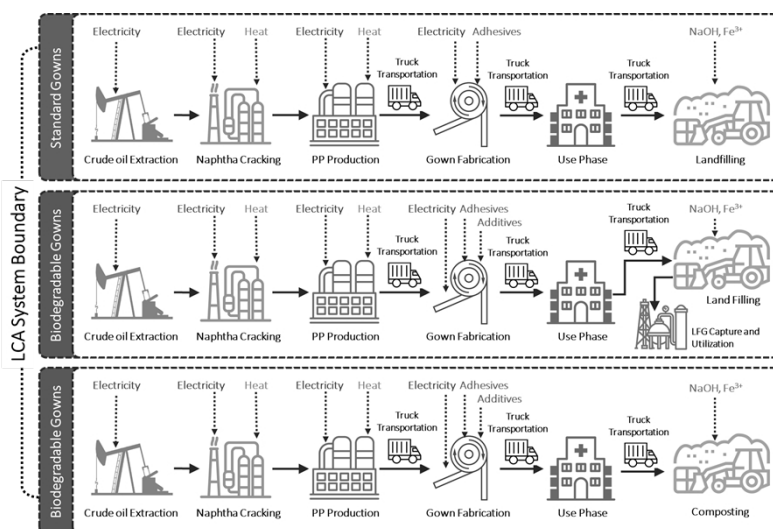 LCA System Boundary
Standard Gowns
Electricity
Electricity Heat
Electricity Heat
Electricity Adhesives
NaOH, Fe³⁺
Truck
Transportation
Truck
Transportation
Truck
Transportation
Crude oil Extraction
Naphtha Cracking
PP Production
Gown Fabrication
Use Phase
Landfilling
Biodegradable Gowns
Electricity
Electricity Heat
Electricity Heat
Electricity Adhesives
Additives
NaOH, Fe³⁺
Truck
Transportation
Truck
Transportation
Truck
Transportation
Crude oil Extraction
Naphtha Cracking
PP Production
Gown Fabrication
Use Phase
Land Filling
LFG Capture and
Utilization
Biodegradable Gowns
Electricity
Electricity Heat
Electricity Heat
Electricity Adhesives
Additives
NaOH, Fe³⁺
Truck
Transportation
Truck
Transportation
Truck
Transportation
Crude oil Extraction
Naphtha Cracking
PP Production
Gown Fabrication
Use Phase
Composting